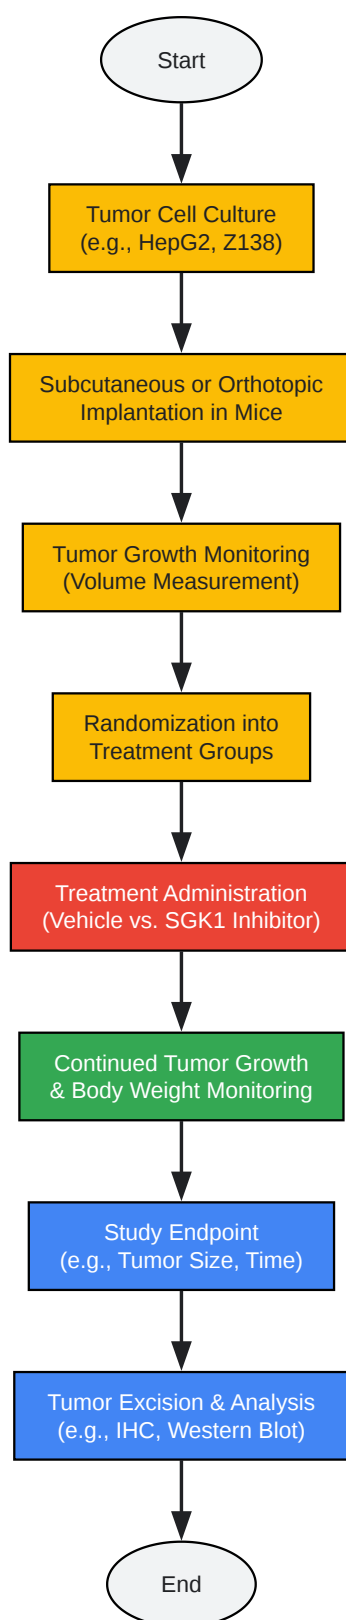 Start
Tumor Cell Culture
(e.g., HepG2, Z138)
Subcutaneous or Orthotopic
Implantation in Mice
Tumor Growth Monitoring
(Volume Measurement)
Randomization into
Treatment Groups
Treatment Administration
(Vehicle vs. SGK1 Inhibitor)
Continued Tumor Growth
& Body Weight Monitoring
Study Endpoint
(e.g., Tumor Size, Time)
Tumor Excision & Analysis
(e.g., IHC, Western Blot)
End